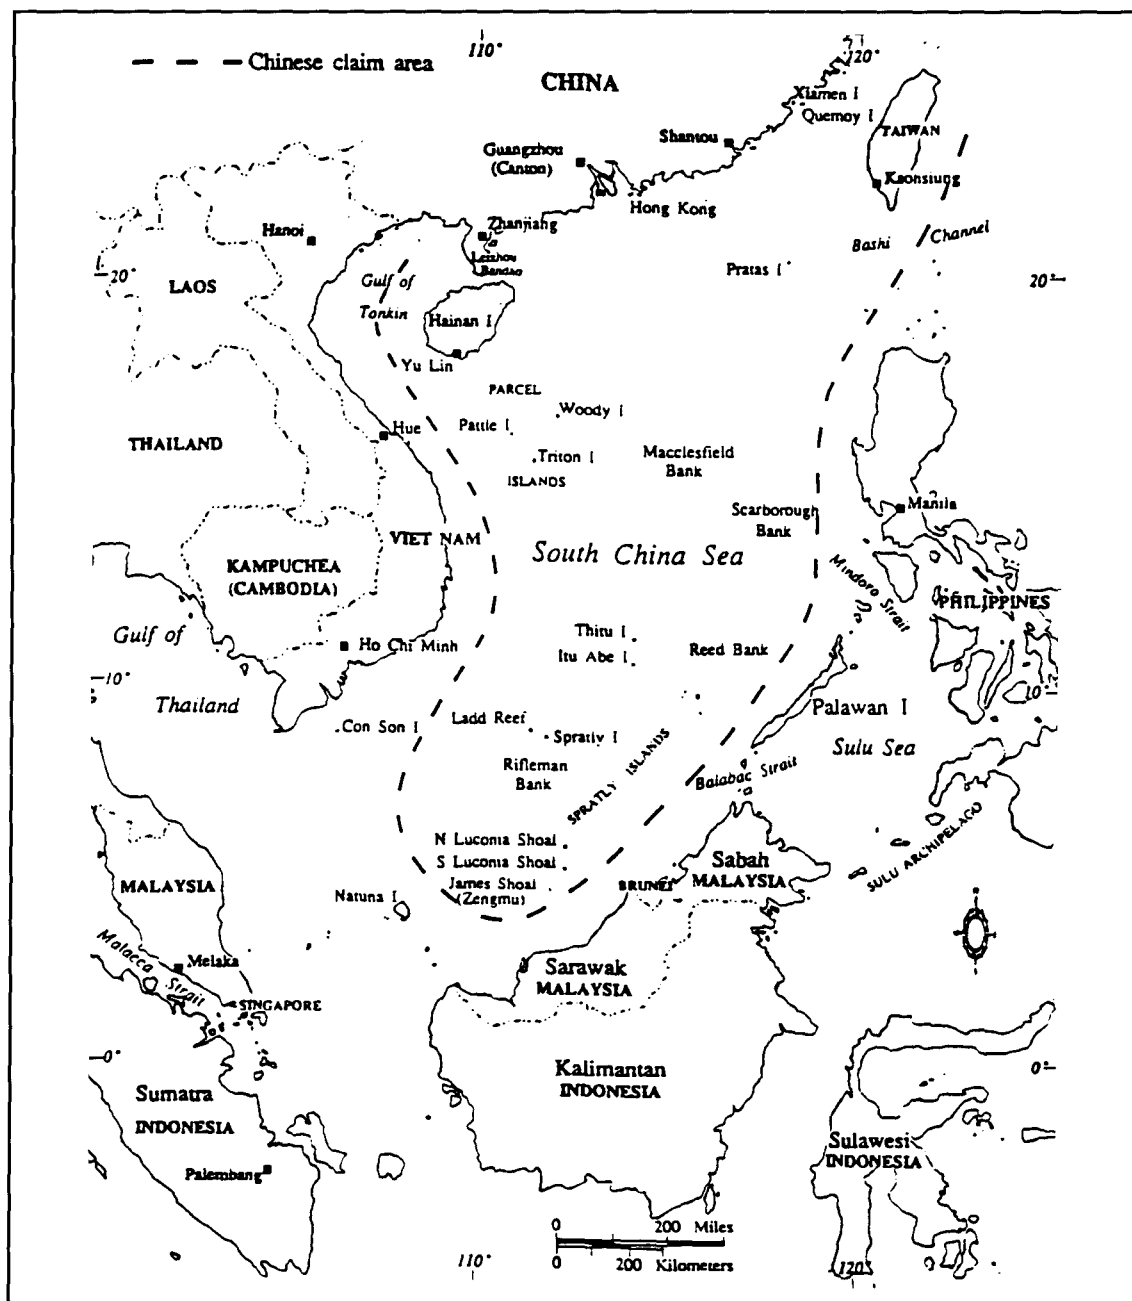 110°
120°
Chinese claim area
CHINA
Xiamen I
Quemoy I
TAIWAN
Shantou
Guangzhou
(Canton)
Kaohsiung
Hong Kong
Zhanjiang
Hanoi
Leizhou
Bandao
Bashi Channel
Pratas I
20°
20°
LAOS
Gulf of
Tonkin
Hainan I
Yu Lin
PARCEL
Woody I
Pattle I
Hue
THAILAND
Triton I
Macclesfield
Bank
ISLANDS
Manila
Scarborough
Bank
VIET NAM
South China Sea
KAMPUCHEA
(CAMBODIA)
Mindoro Strait
PHILIPPINES
Gulf of
Thailand
Thitu I
Itu Abe I
Reed Bank
Ho Chi Minh
10°
10°
Palawan I
Con Son I
Ladd Reef
Spratly I
Sulu Sea
Rifleman
Bank
SPRATLY ISLANDS
Balabac Strait
N Luconia Shoal
S Luconia Shoal
James Shoal
(Zengmu)
SULU ARCHIPELAGO
Sabah
MALAYSIA
BRUNEI
MALAYSIA
Natuna I
Melaka
Malacca Strait
Sarawak
MALAYSIA
SINGAPORE
0°
0°
Kalimantan
INDONESIA
Sumatra
INDONESIA
Sulawesi
INDONESIA
Palembang
0 200 Miles
0 200 Kilometers
110°
120°